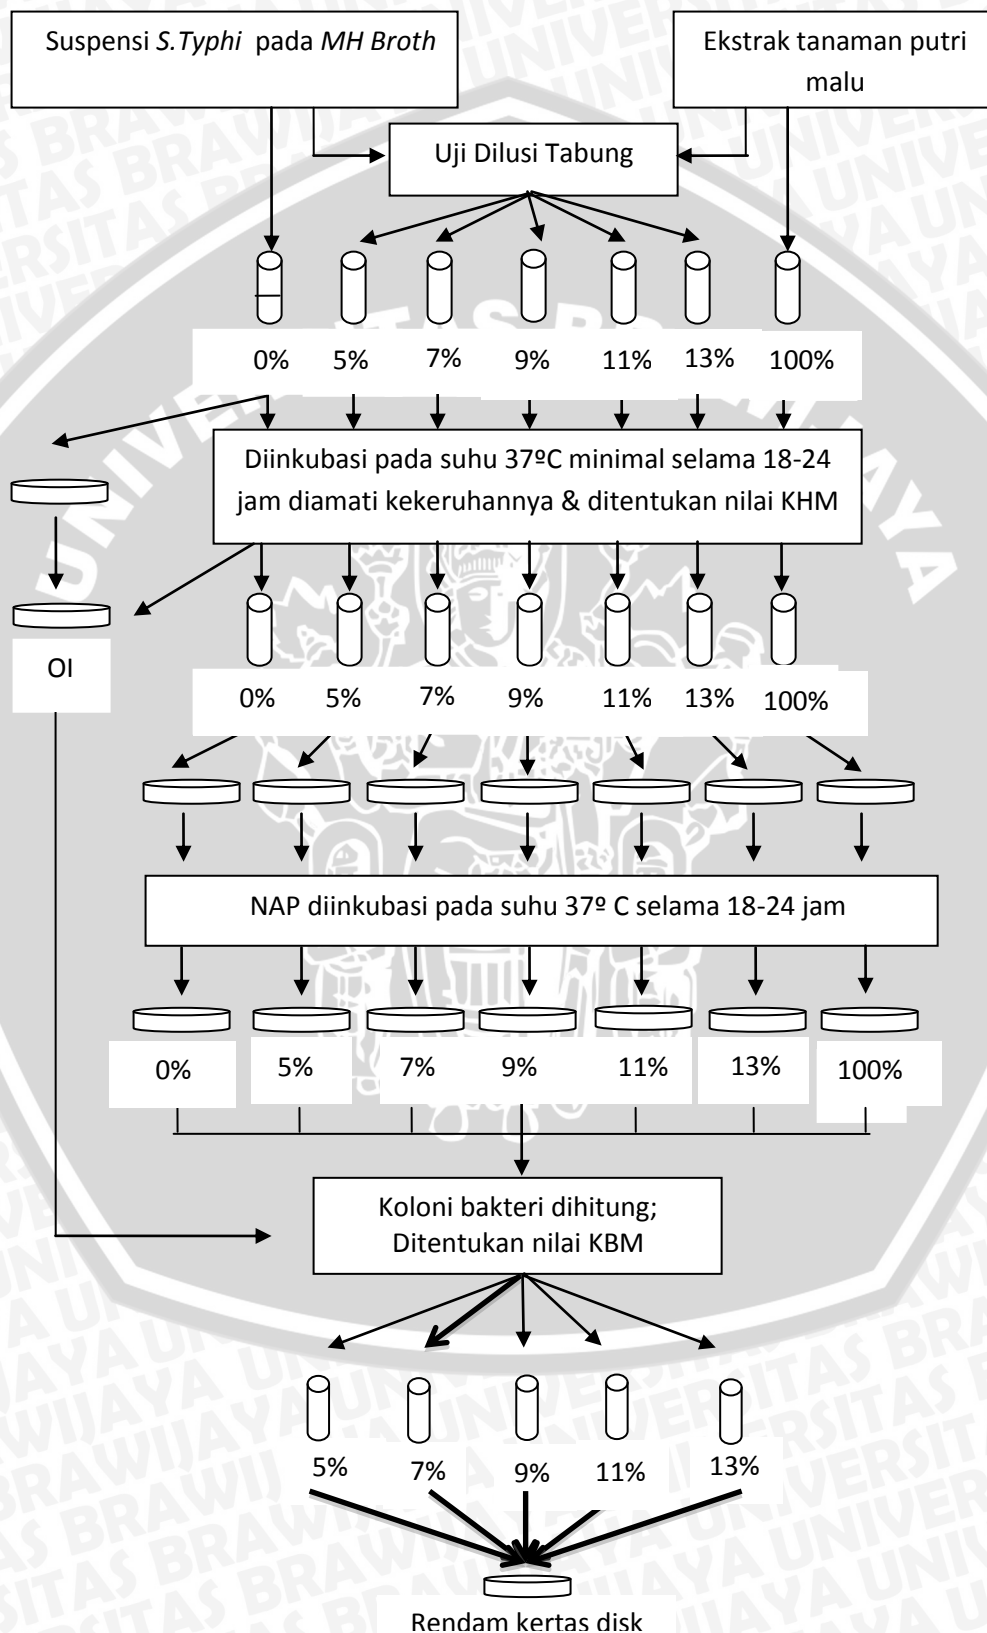 Suspensi S.Typhi pada MH Broth
Ekstrak tanaman putri
malu
Uji Dilusi Tabung
0% 5% 7% 9% 11% 13% 100%
Diinkubasi pada suhu 37ºC minimal selama 18-24
jam diamati kekeruhannya & ditentukan nilai KHM
OI
0% 5% 7% 9% 11% 13% 100%
NAP diinkubasi pada suhu 37º C selama 18-24 jam
0% 5% 7% 9% 11% 13% 100%
Koloni bakteri dihitung;
Ditentukan nilai KBM
5% 7% 9% 11% 13%
Rendam kertas disk